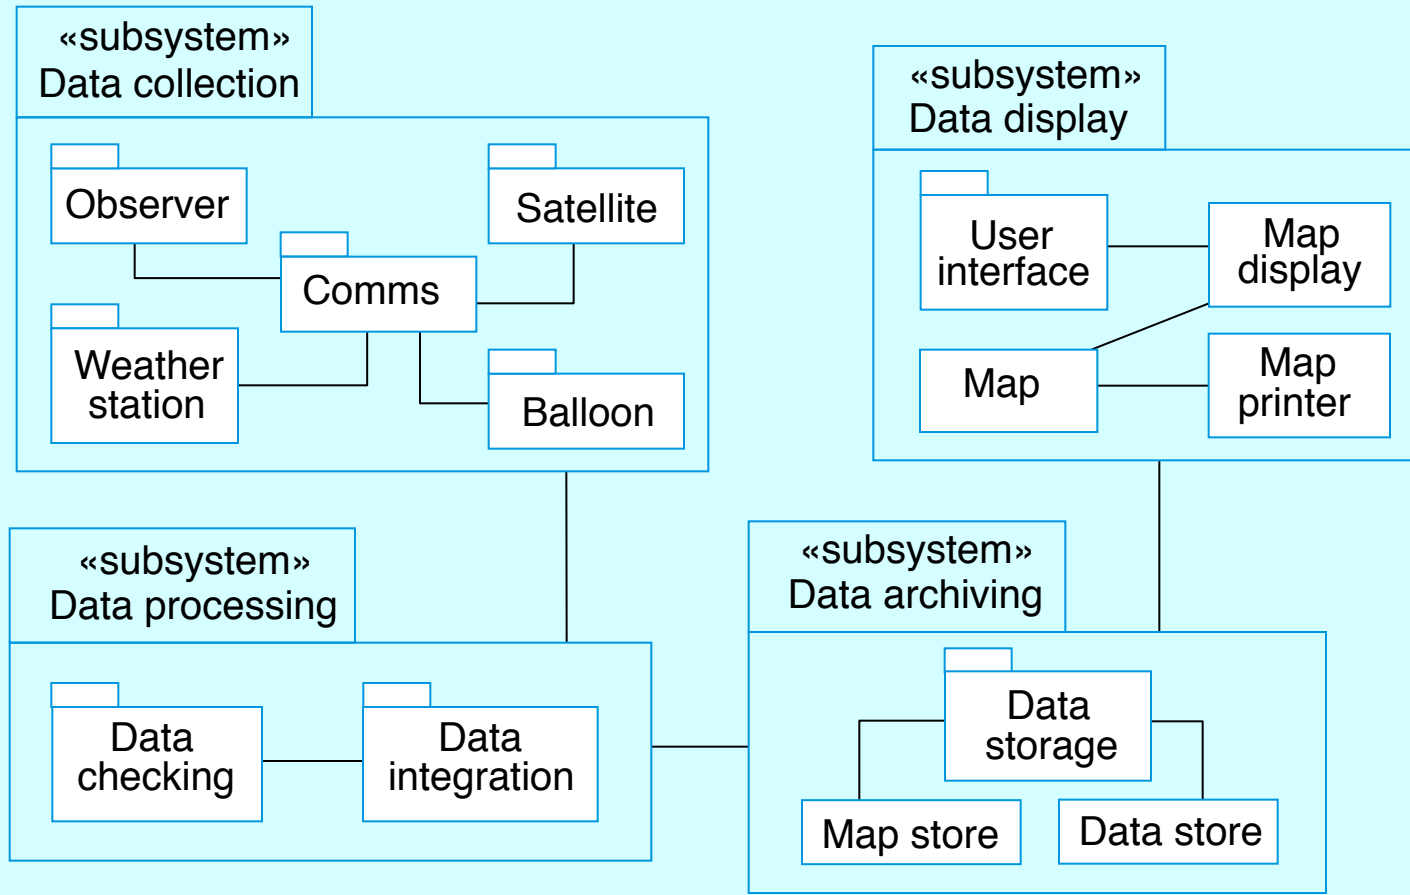 «subsystem»
Data collection
Observer
Satellite
Comms
Weather
station
Balloon
«subsystem»
Data display
User
interface
Map
display
Map
Map
printer
«subsystem»
Data processing
Data
checking
Data
integration
«subsystem»
Data archiving
Data
storage
Map store
Data store